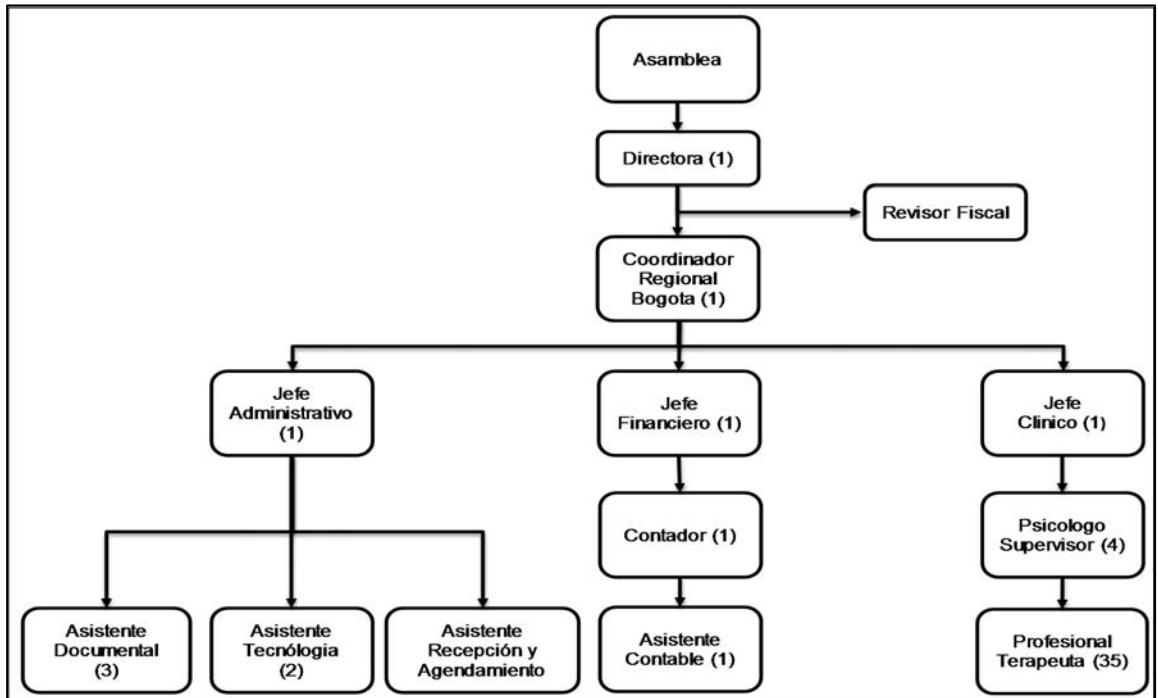 Asamblea
Directora (1)
Revisor Fiscal
Coordinador
Regional
Bogota (1)
Jefe
Administrativo
(1)
Jefe
Financiero (1)
Jefe
Clinico (1)
Contador (1)
Psicologo
Supervisor (4)
Asistente
Documental
(3)
Asistente
Tecnólogia
(2)
Asistente
Recepción y
Agendamiento
Asistente
Contable (1)
Profesional
Terapeuta (35)